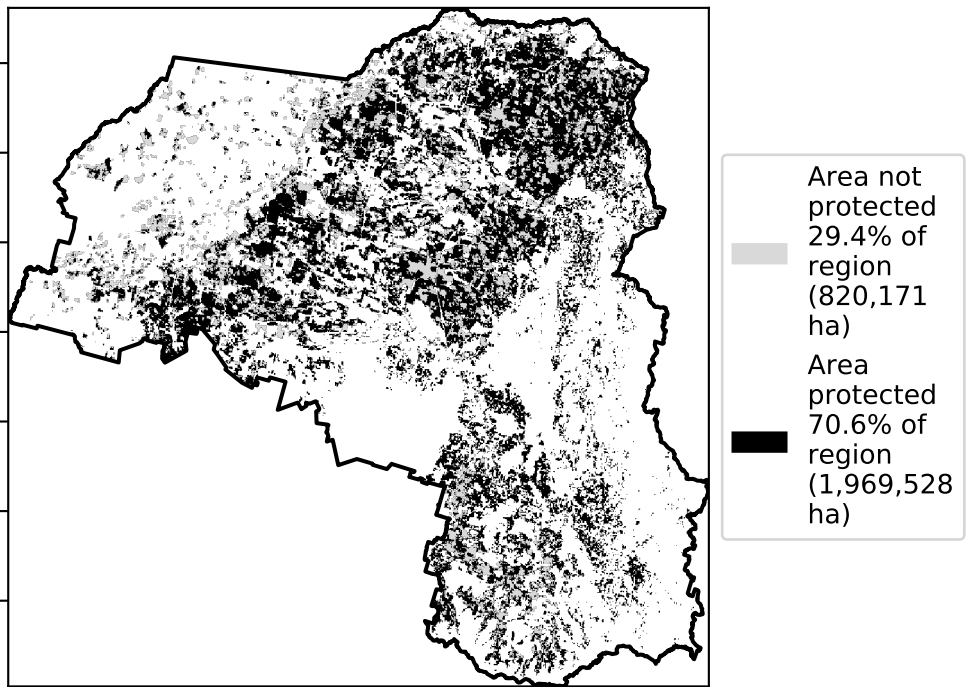 Area not
protected
29.4% of
region
(820,171
ha)
Area
protected
70.6% of
region
(1,969,528
ha)